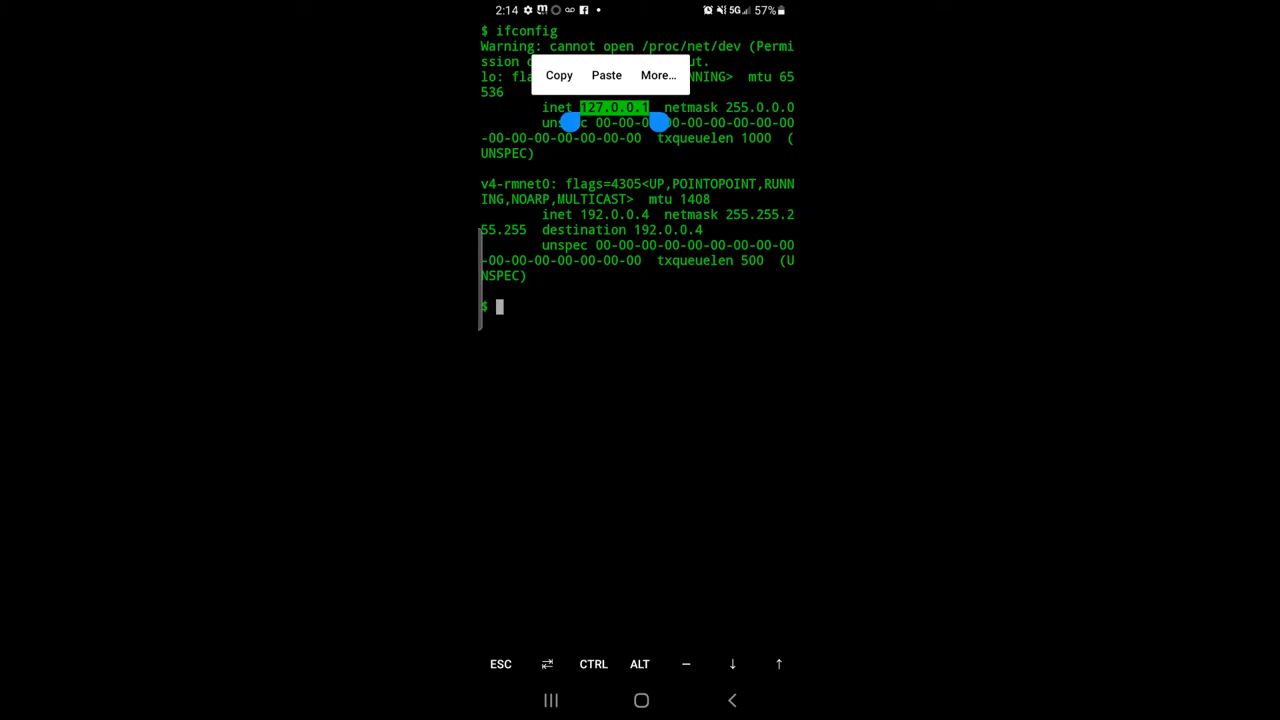 2:14 5G 57%
$ ifconfig
Warning: cannot open /proc/net/dev (Permi
ssion ut.
Copy Paste More...
lo: fla NNING> mtu 65
536
inet 127.0.0.1 netmask 255.0.0.0
uns c 00-00-0 00-00-00-00-00
-00-00-00-00-00-00-00 txqueuelen 1000 (
UNSPEC)
v4-rmnet0: flags=4305<UP,POINTOPOINT,RUNN
ING,NOARP,MULTICAST> mtu 1408
inet 192.0.0.4 netmask 255.255.2
55.255 destination 192.0.0.4
unspec 00-00-00-00-00-00-00-00
-00-00-00-00-00-00-00 txqueuelen 500 (U
NSPEC)
$
ESC CTRL ALT – ↓ ↑